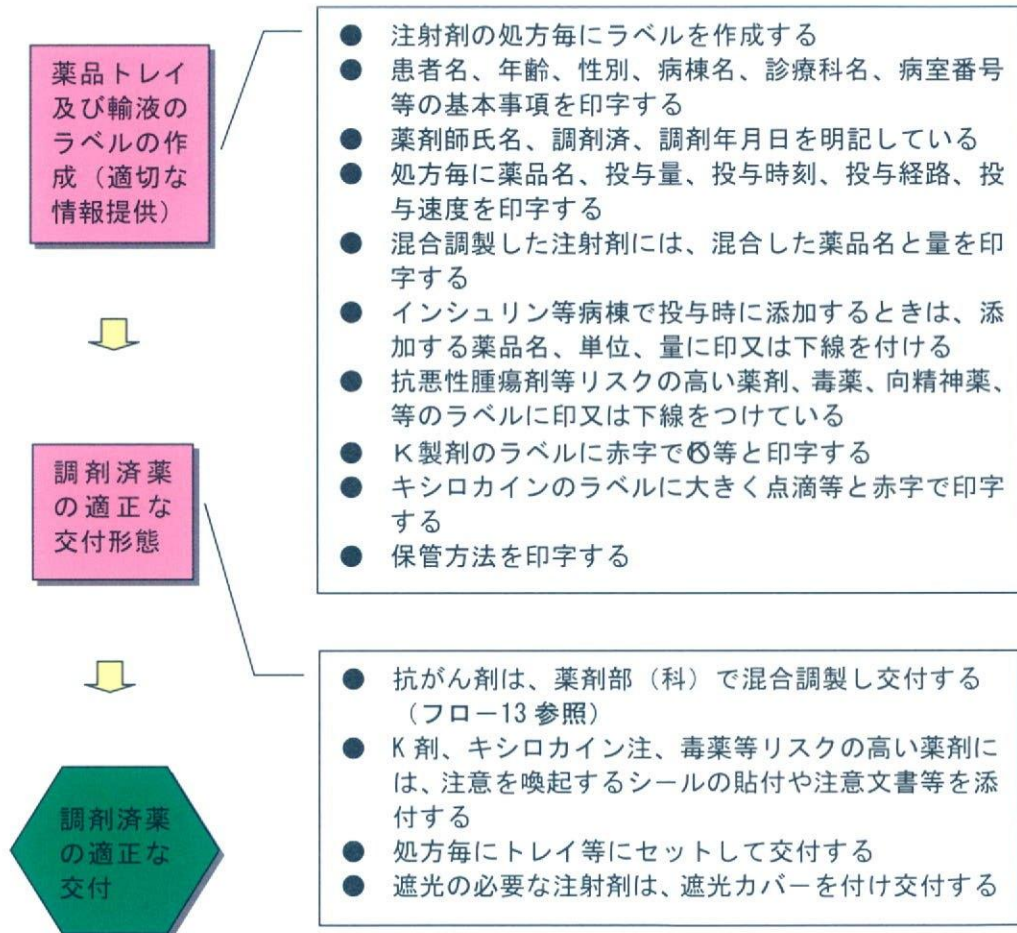 薬品トレイ
及び輸液の
ラベルの作
成（適切な
情報提供）
● 注射剤の処方毎にラベルを作成する
● 患者名、年齢、性別、病棟名、診療科名、病室番号
等の基本事項を印字する
● 薬剤師氏名、調剤済、調剤年月日を明記している
● 処方毎に薬品名、投与量、投与時刻、投与経路、投
与速度を印字する
● 混合調製した注射剤には、混合した薬品名と量を印
字する
● インシュリン等病棟で投与時に添加するときは、添
加する薬品名、単位、量に印又は下線を付ける
● 抗悪性腫瘍剤等リスクの高い薬剤、毒薬、向精神薬、
等のラベルに印又は下線をつけている
● K製剤のラベルに赤字でⓀ等と印字する
● キシロカインのラベルに大きく点滴等と赤字で印字
する
● 保管方法を印字する
調剤済薬
の適正な
交付形態
● 抗がん剤は、薬剤部（科）で混合調製し交付する
（フロー13 参照）
● K 剤、キシロカイン注、毒薬等リスクの高い薬剤に
は、注意を喚起するシールの貼付や注意文書等を添
付する
● 処方毎にトレイ等にセットして交付する
● 遮光の必要な注射剤は、遮光カバーを付け交付する
調剤済薬
の適正な
交付